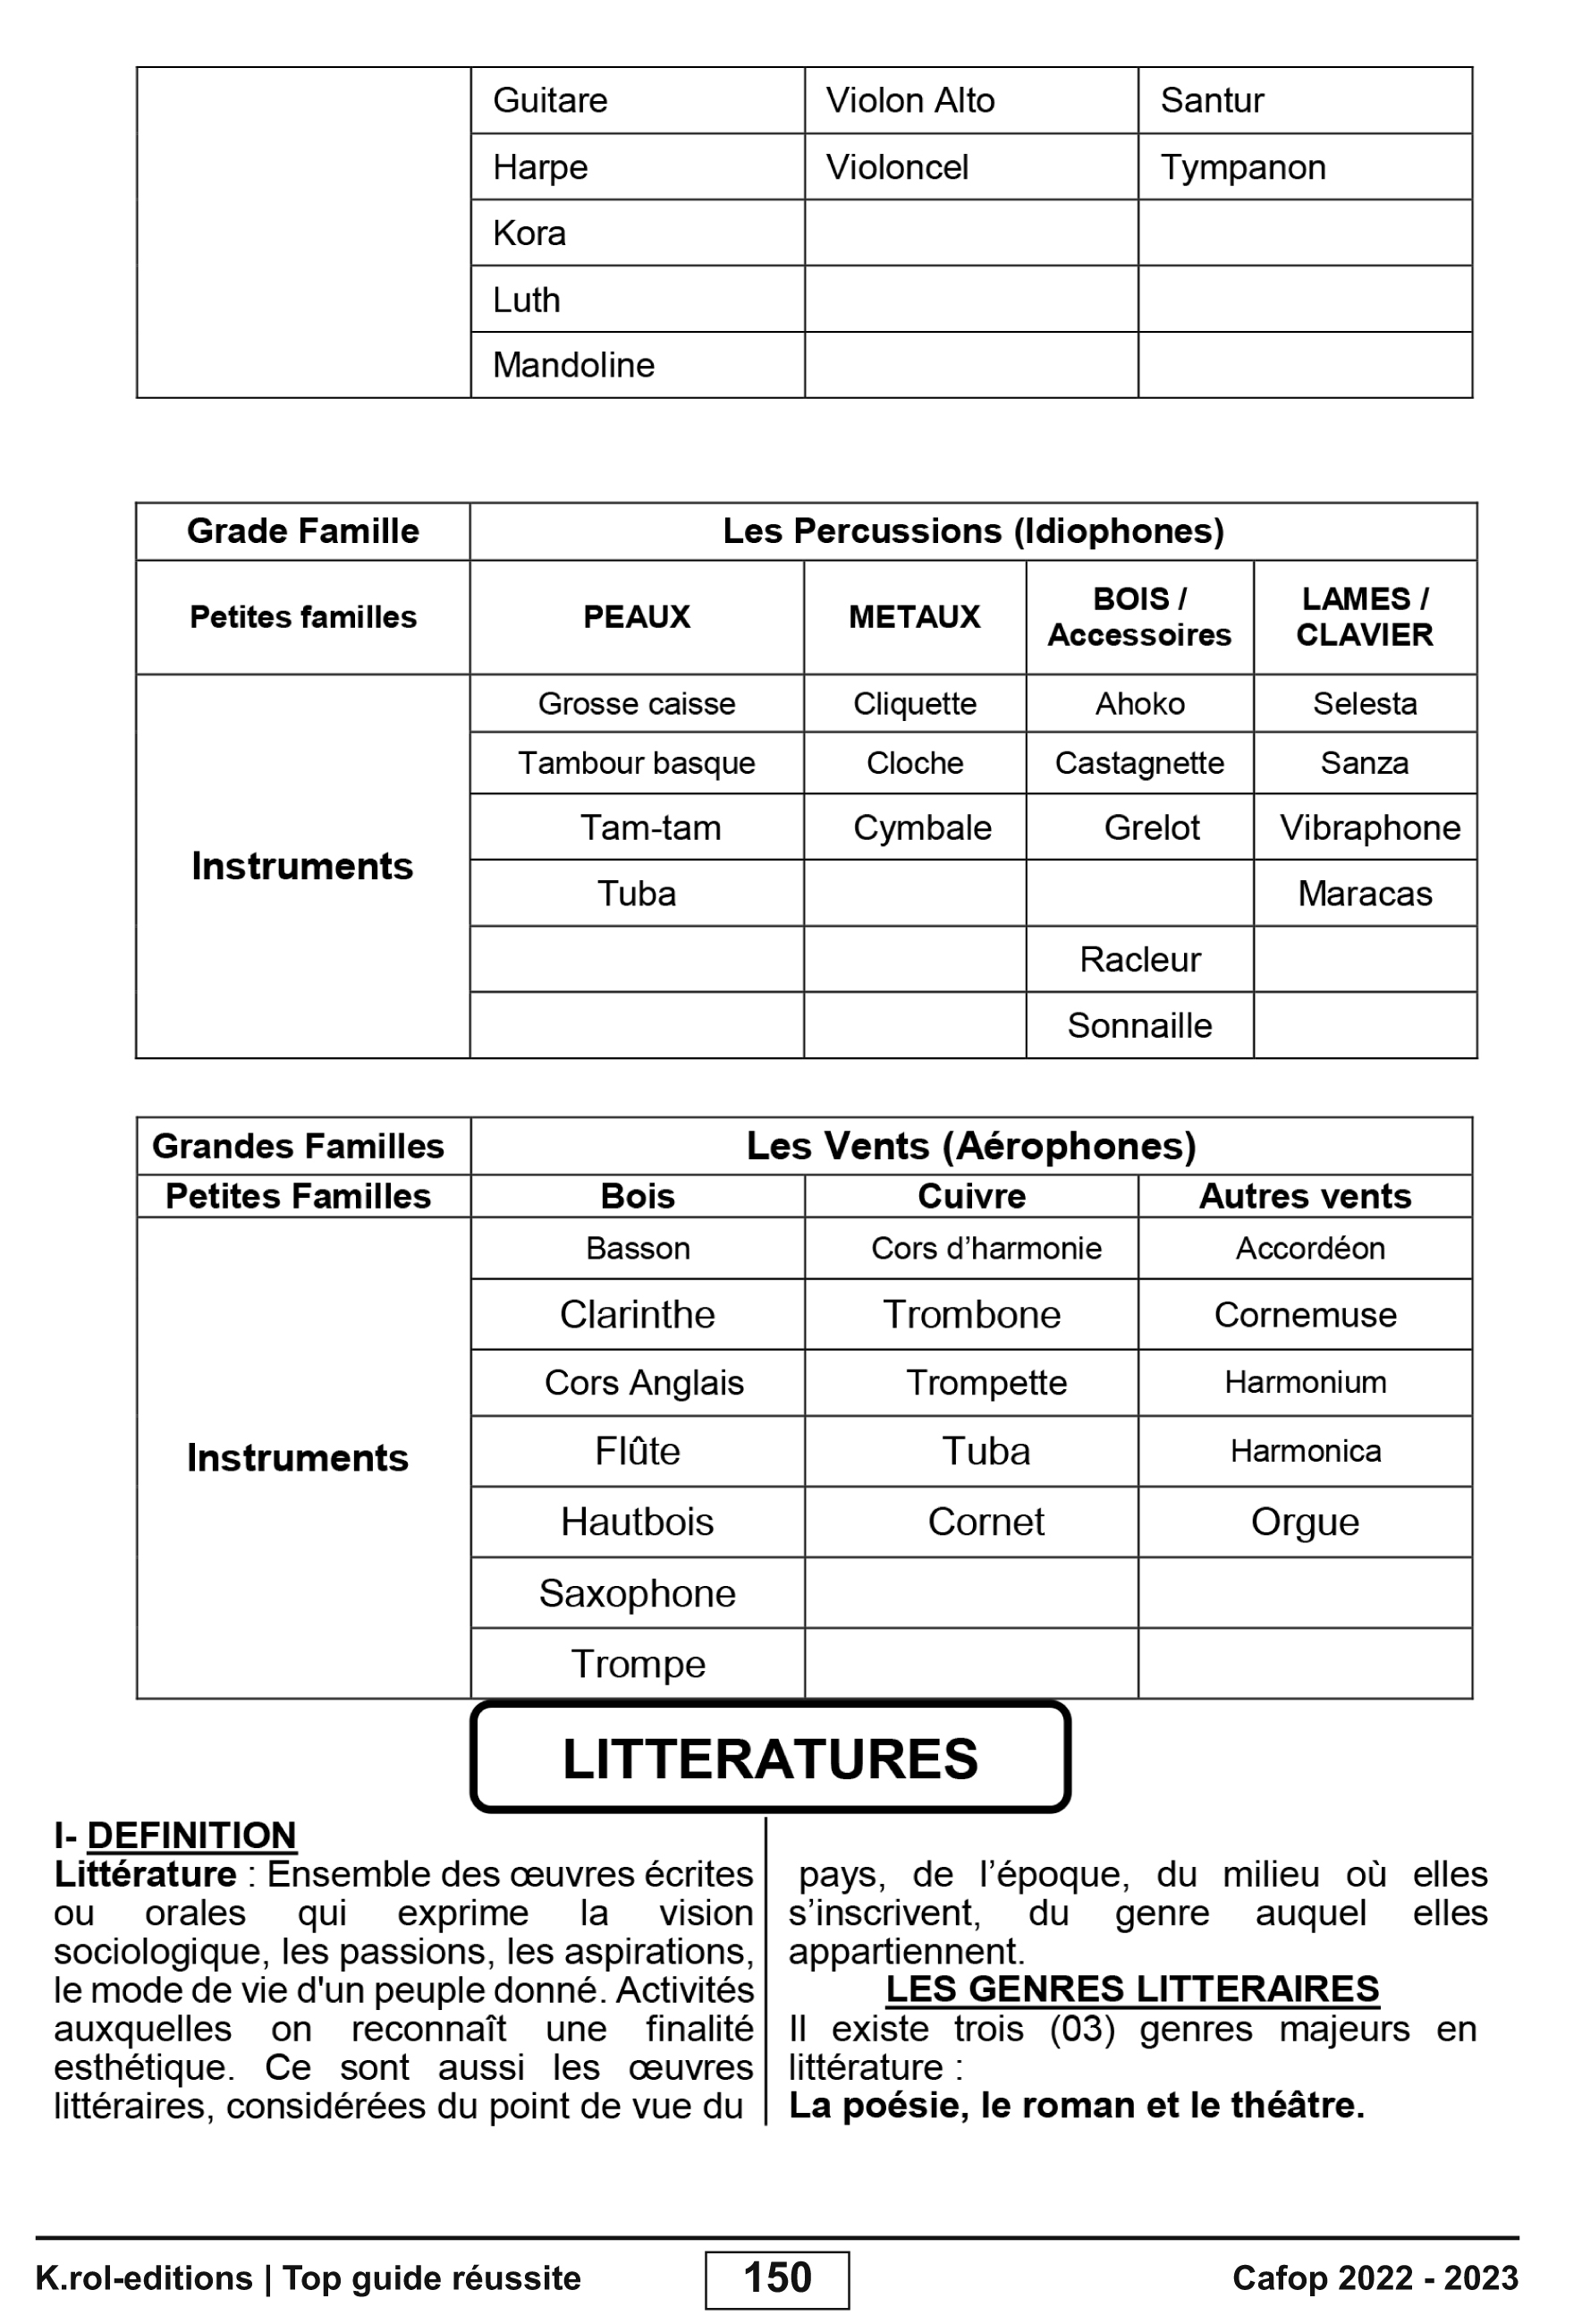 Guitare Violon Alto Santur
Harpe Violoncel Tympanon
Kora
Luth
Mandoline
Grade Famille Les Percussions (Idiophones)
Petites familles PEAUX METAUX BOIS / Accessoires LAMES / CLAVIER
Grosse caisse Cliquette Ahoko Selesta
Tambour basque Cloche Castagnette Sanza
Tam-tam Cymbale Grelot Vibraphone
Instruments
Tuba Maracas
Racleur
Sonnaille
Grandes Familles Les Vents (Aérophones)
Petites Familles Bois Cuivre Autres vents
Basson Cors d’harmonie Accordéon
Clarinthe Trombone Cornemuse
Cors Anglais Trompette Harmonium
Instruments Flûte Tuba Harmonica
Hautbois Cornet Orgue
Saxophone
Trompe
LITTERATURES
I- DEFINITION
Littérature : Ensemble des œuvres écrites
ou orales qui exprime la vision
sociologique, les passions, les aspirations,
le mode de vie d'un peuple donné. Activités
auxquelles on reconnaît une finalité
esthétique. Ce sont aussi les œuvres
littéraires, considérées du point de vue du
pays, de l’époque, du milieu où elles
s’inscrivent, du genre auquel elles
appartiennent.
LES GENRES LITTERAIRES
Il existe trois (03) genres majeurs en
littérature :
La poésie, le roman et le théâtre.
K.rol-editions | Top guide réussite 150 Cafop 2022 - 2023